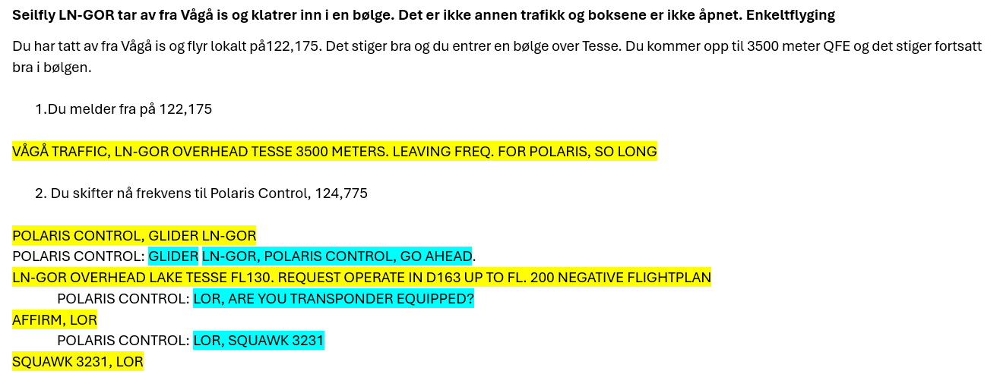 Seilfly LN-GOR tar av fra Vågå is og klatrer inn i en bølge. Det er ikke annen trafikk og boksene er ikke åpnet. Enkeltflyging
Du har tatt av fra Vågå is og flyr lokalt på122,175. Det stiger bra og du entrer en bølge over Tesse. Du kommer opp til 3500 meter QFE og det stiger fortsatt
bra i bølgen.
1.Du melder fra på 122,175
VÅGÅ TRAFFIC, LN-GOR OVERHEAD TESSE 3500 METERS. LEAVING FREQ. FOR POLARIS, SO LONG
2. Du skifter nå frekvens til Polaris Control, 124,775
POLARIS CONTROL, GLIDER LN-GOR
POLARIS CONTROL: GLIDER LN-GOR, POLARIS CONTROL, GO AHEAD.
LN-GOR OVERHEAD LAKE TESSE FL130. REQUEST OPERATE IN D163 UP TO FL. 200 NEGATIVE FLIGHTPLAN
POLARIS CONTROL: LOR, ARE YOU TRANSPONDER EQUIPPED?
AFFIRM, LOR
POLARIS CONTROL: LOR, SQUAWK 3231
SQUAWK 3231, LOR